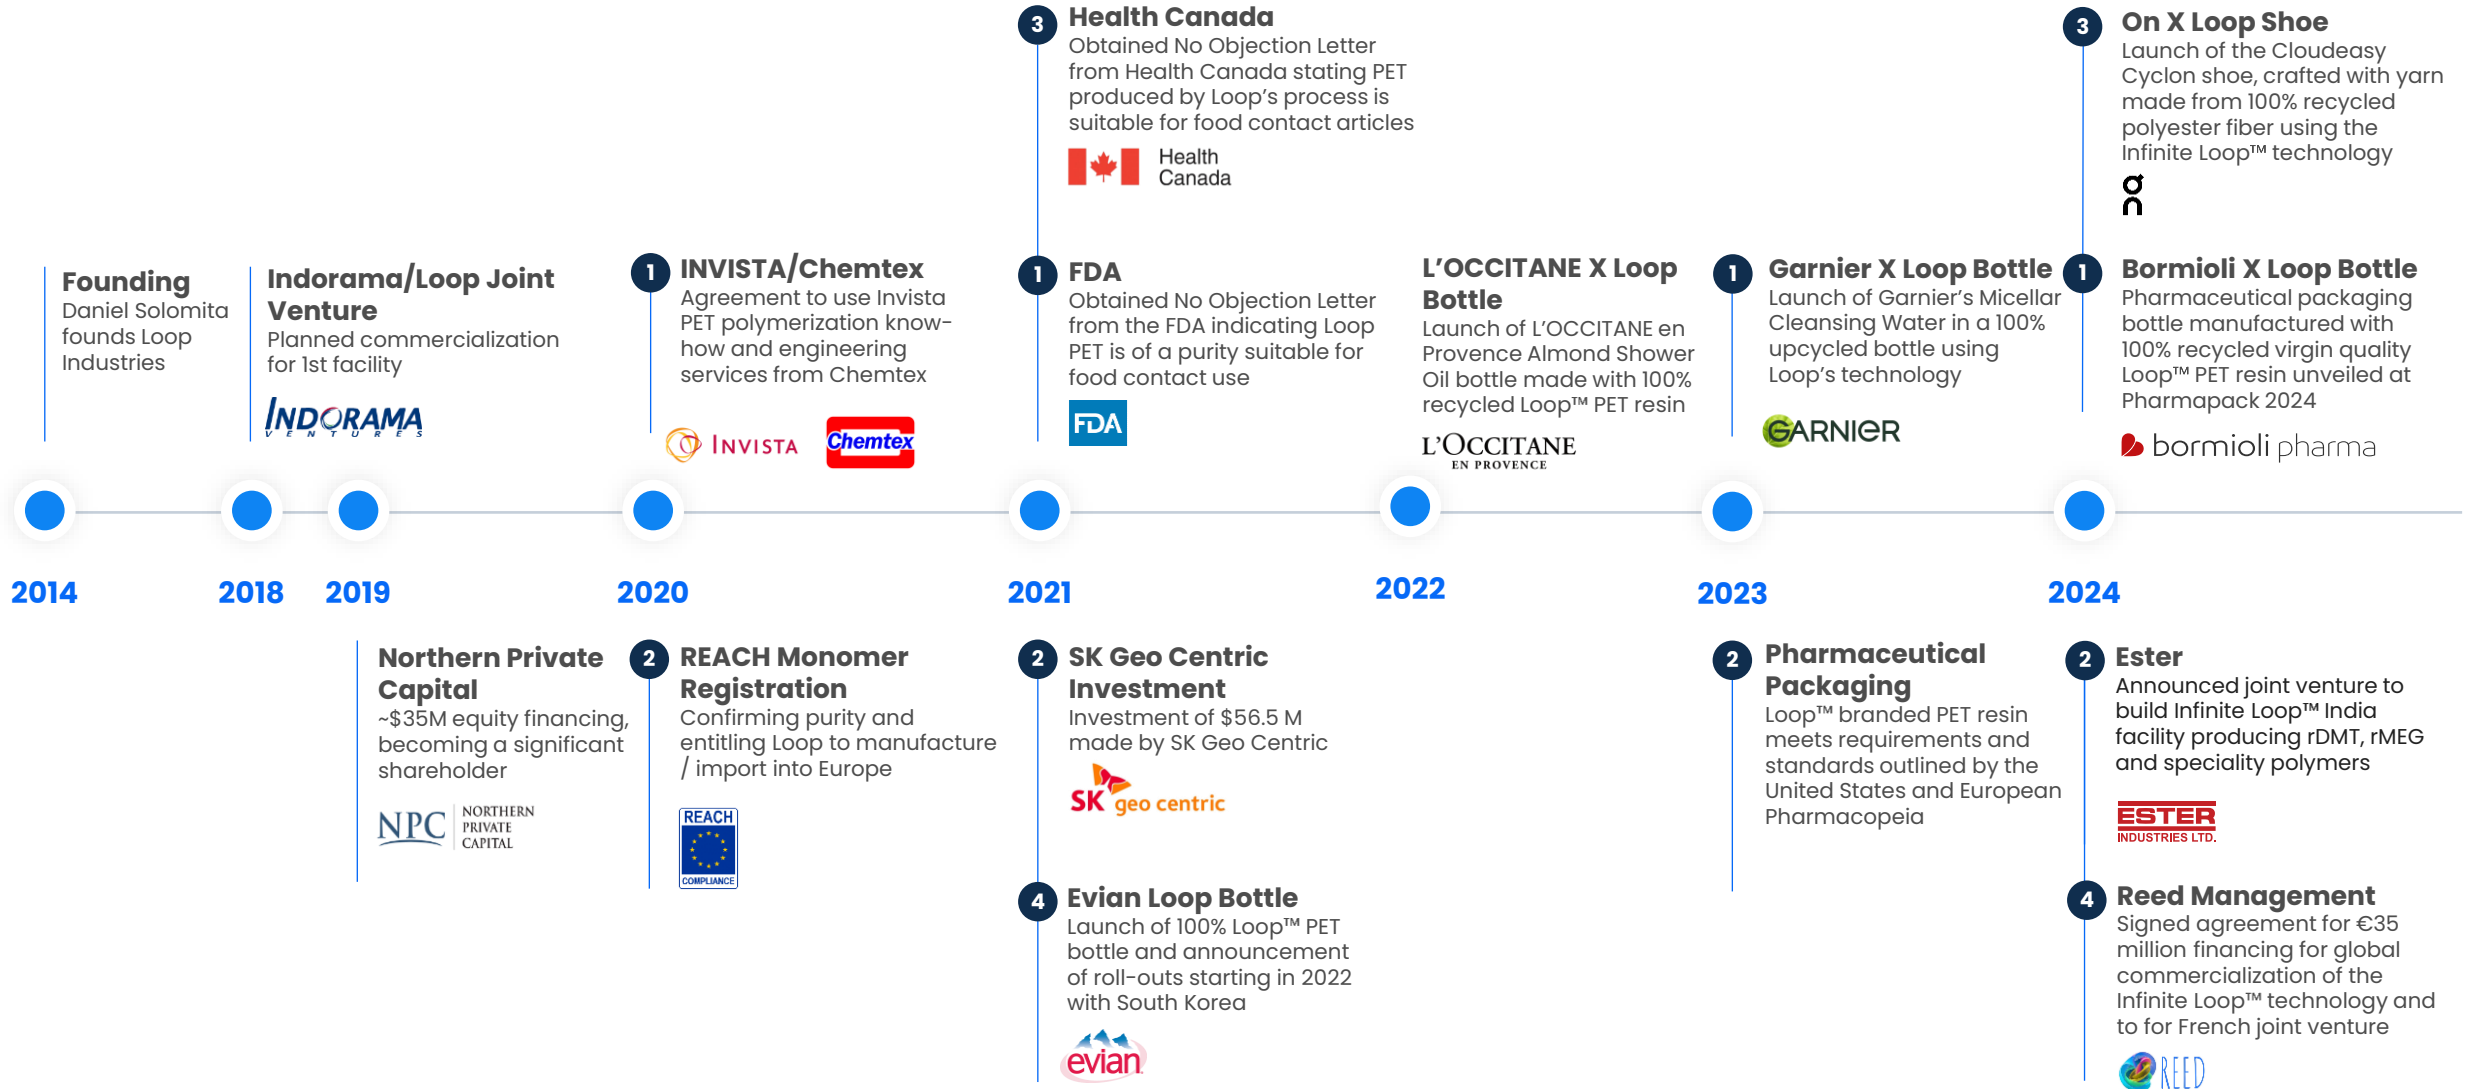 Founding
Daniel Solomita
founds Loop
Industries
Indorama/Loop Joint
Venture
Planned commercialization
for 1st facility
INDORAMA
VENTURES
1
INVISTA/Chemtex
Agreement to use Invista
PET polymerization know-
how and engineering
services from Chemtex
INVISTA
Chemtex
3
Health Canada
Obtained No Objection Letter
from Health Canada stating PET
produced by Loop's process is
suitable for food contact articles
Health
Canada
1
FDA
Obtained No Objection Letter
from the FDA indicating Loop
PET is of a purity suitable for
food contact use
FDA
L'OCCITANE X Loop
Bottle
Launch of L'OCCITANE en
Provence Almond Shower
Oil bottle made with 100%
recycled Loop™ PET resin
L'OCCITANE
EN PROVENCE
1
Garnier X Loop Bottle
Launch of Garnier's Micellar
Cleansing Water in a 100%
upcycled bottle using
Loop's technology
GARNIER
3
On X Loop Shoe
Launch of the Cloudeasy
Cyclon shoe, crafted with yarn
made from 100% recycled
polyester fiber using the
Infinite Loop™ technology
on
1
Bormioli X Loop Bottle
Pharmaceutical packaging
bottle manufactured with
100% recycled virgin quality
Loop™ PET resin unveiled at
Pharmapack 2024
bormioli pharma
2014
2018
2019
2020
2021
2022
2023
2024
Northern Private
Capital
~$35M equity financing,
becoming a significant
shareholder
NPC
NORTHERN
PRIVATE
CAPITAL
2
REACH Monomer
Registration
Confirming purity and
entitling Loop to manufacture
/ import into Europe
REACH
COMPLIANCE
2
SK Geo Centric
Investment
Investment of $56.5 M
made by SK Geo Centric
SK geo centric
4
Evian Loop Bottle
Launch of 100% Loop™ PET
bottle and announcement
of roll-outs starting in 2022
with South Korea
evian
2
Pharmaceutical
Packaging
Loop™ branded PET resin
meets requirements and
standards outlined by the
United States and European
Pharmacopeia
2
Ester
Announced joint venture to
build Infinite Loop™ India
facility producing rDMT, rMEG
and speciality polymers
ESTER
INDUSTRIES LTD.
4
Reed Management
Signed agreement for €35
million financing for global
commercialization of the
Infinite Loop™ technology and
to for French joint venture
REED